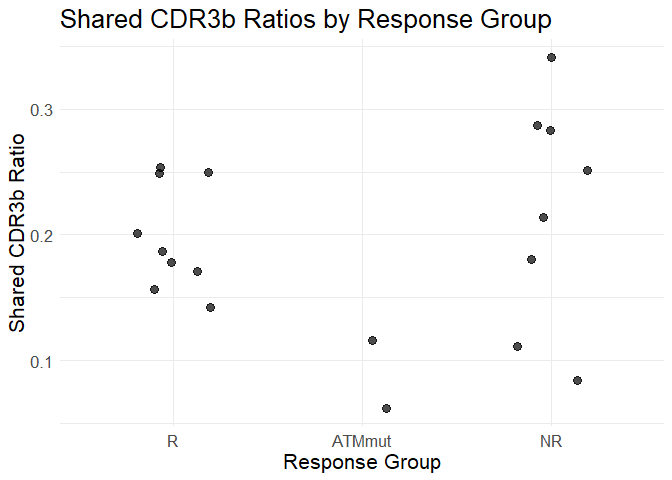 Shared CDR3b Ratios by Response Group
Shared CDR3b Ratio
0.3
0.2
0.1
R ATMmut NR
Response Group